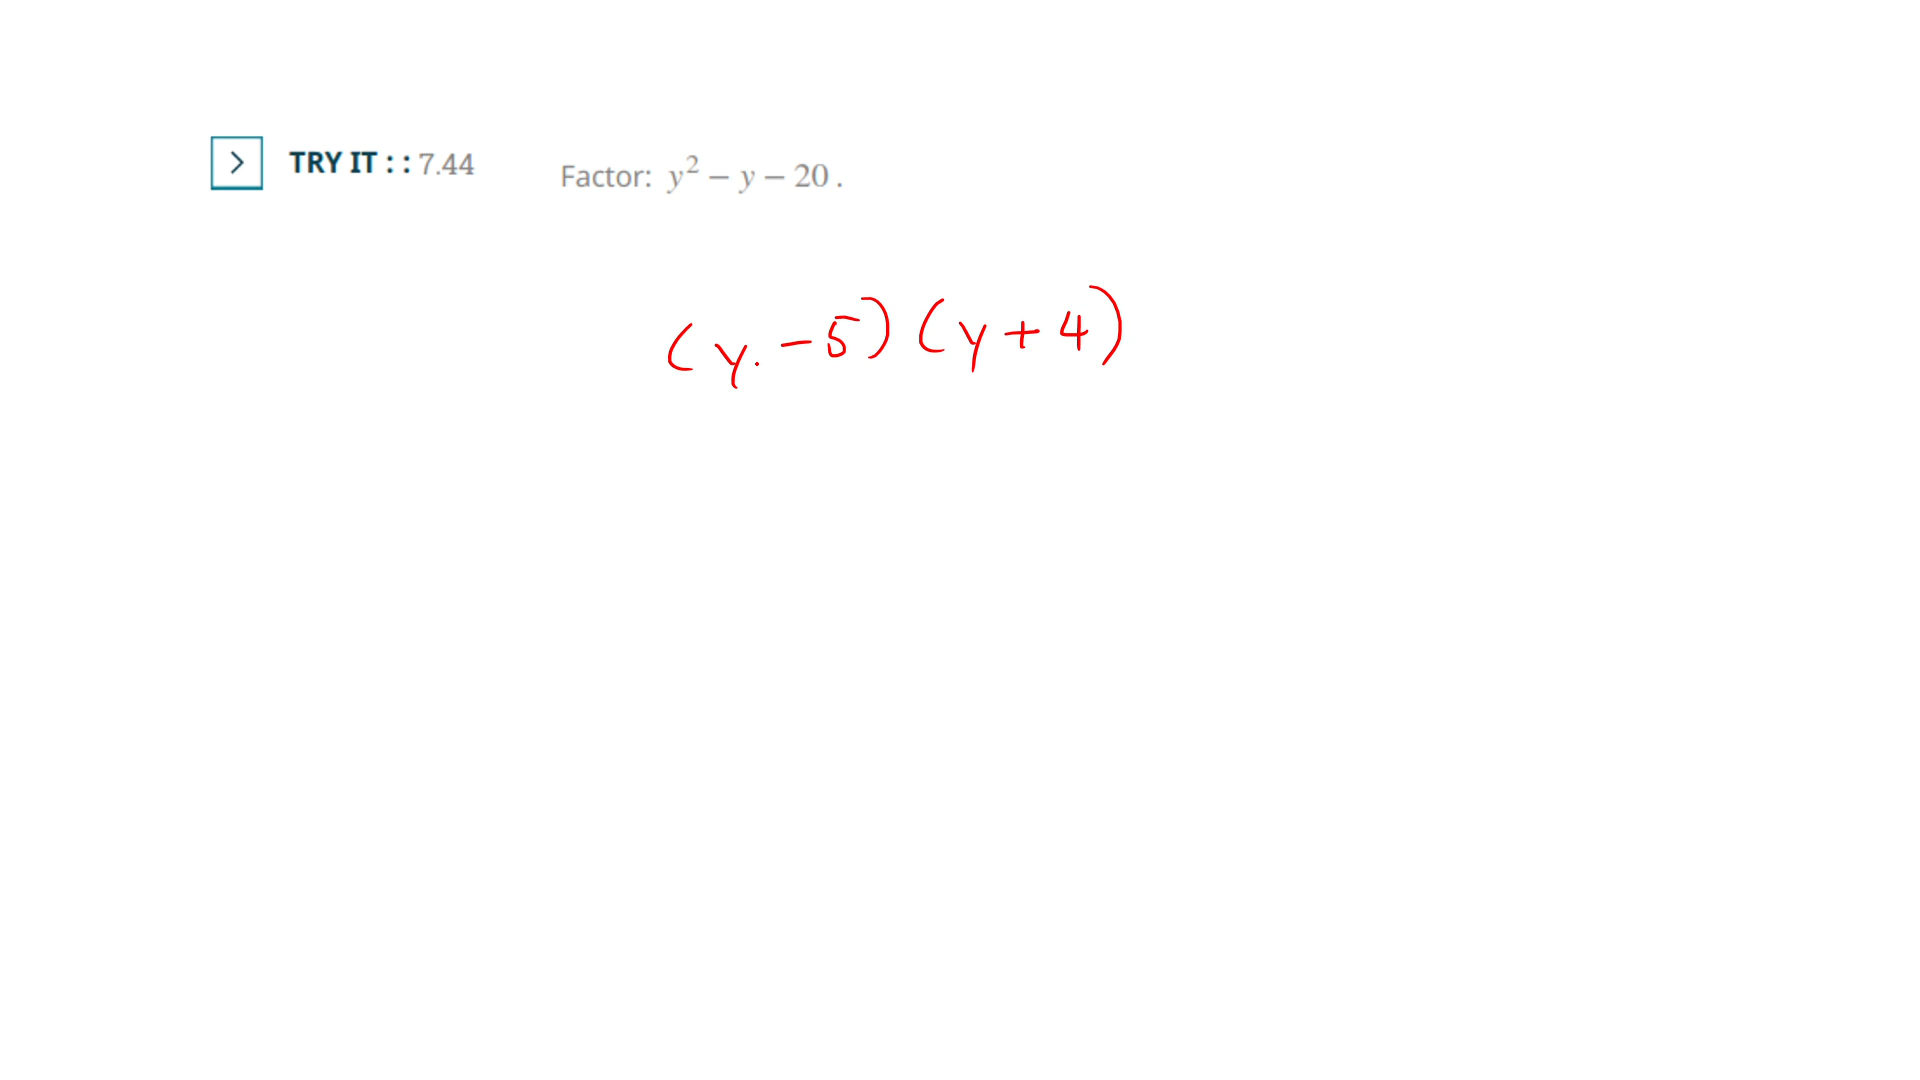 > TRY IT : : 7.44 Factor: y² − y − 20 .
(y. − 5) (y + 4)